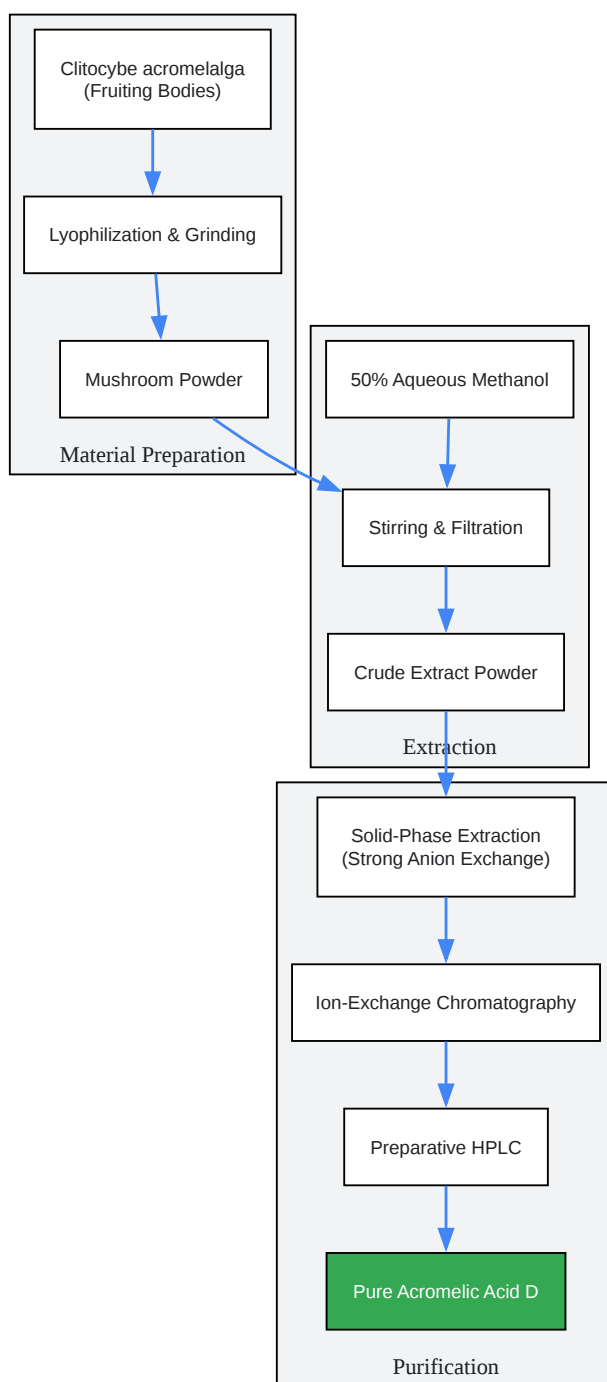 Clitocybe acromelalga
(Fruiting Bodies)
Lyophilization & Grinding
Mushroom Powder
Material Preparation
50% Aqueous Methanol
Stirring & Filtration
Crude Extract Powder
Extraction
Solid-Phase Extraction
(Strong Anion Exchange)
Ion-Exchange Chromatography
Preparative HPLC
Pure Acromelic Acid D
Purification